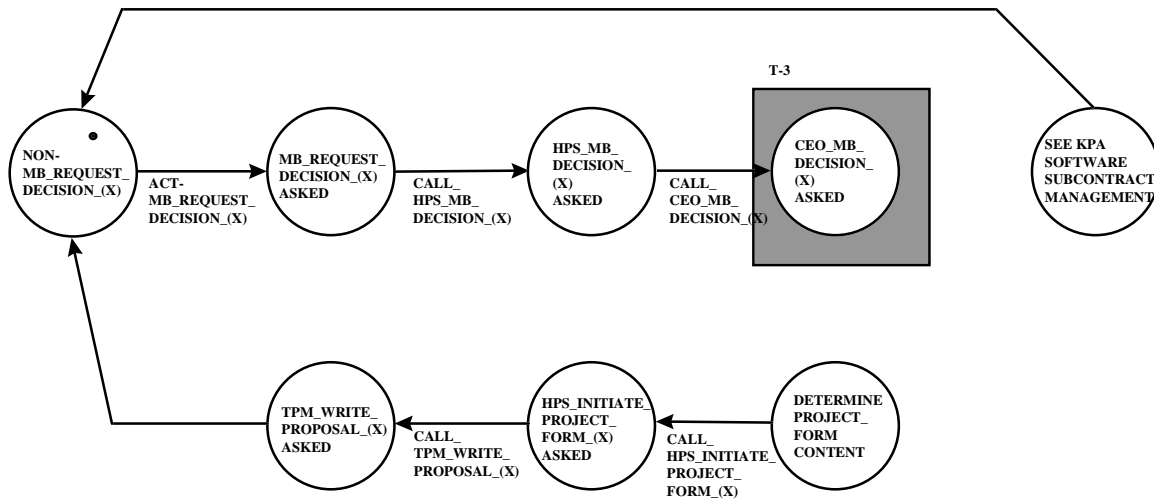 T-3
NON-
MB_REQUEST_
DECISION_(X)
ACT-
MB_REQUEST_
DECISION_(X)
MB_REQUEST_
DECISION_(X)
ASKED
CALL_
HPS_MB_
DECISION_(X)
HPS_MB_
DECISION_
(X)
ASKED
CALL_
CEO_MB_
DECISION_(X)
CEO_MB_
DECISION_
(X)
ASKED
SEE KPA
SOFTWARE
SUBCONTRACT
MANAGEMENT
TPM_WRITE_
PROPOSAL_(X)
ASKED
CALL_
TPM_WRITE_
PROPOSAL_(X)
HPS_INITIATE_
PROJECT_
FORM_(X)
ASKED
CALL_
HPS_INITIATE_
PROJECT_
FORM_(X)
DETERMINE
PROJECT_
FORM
CONTENT